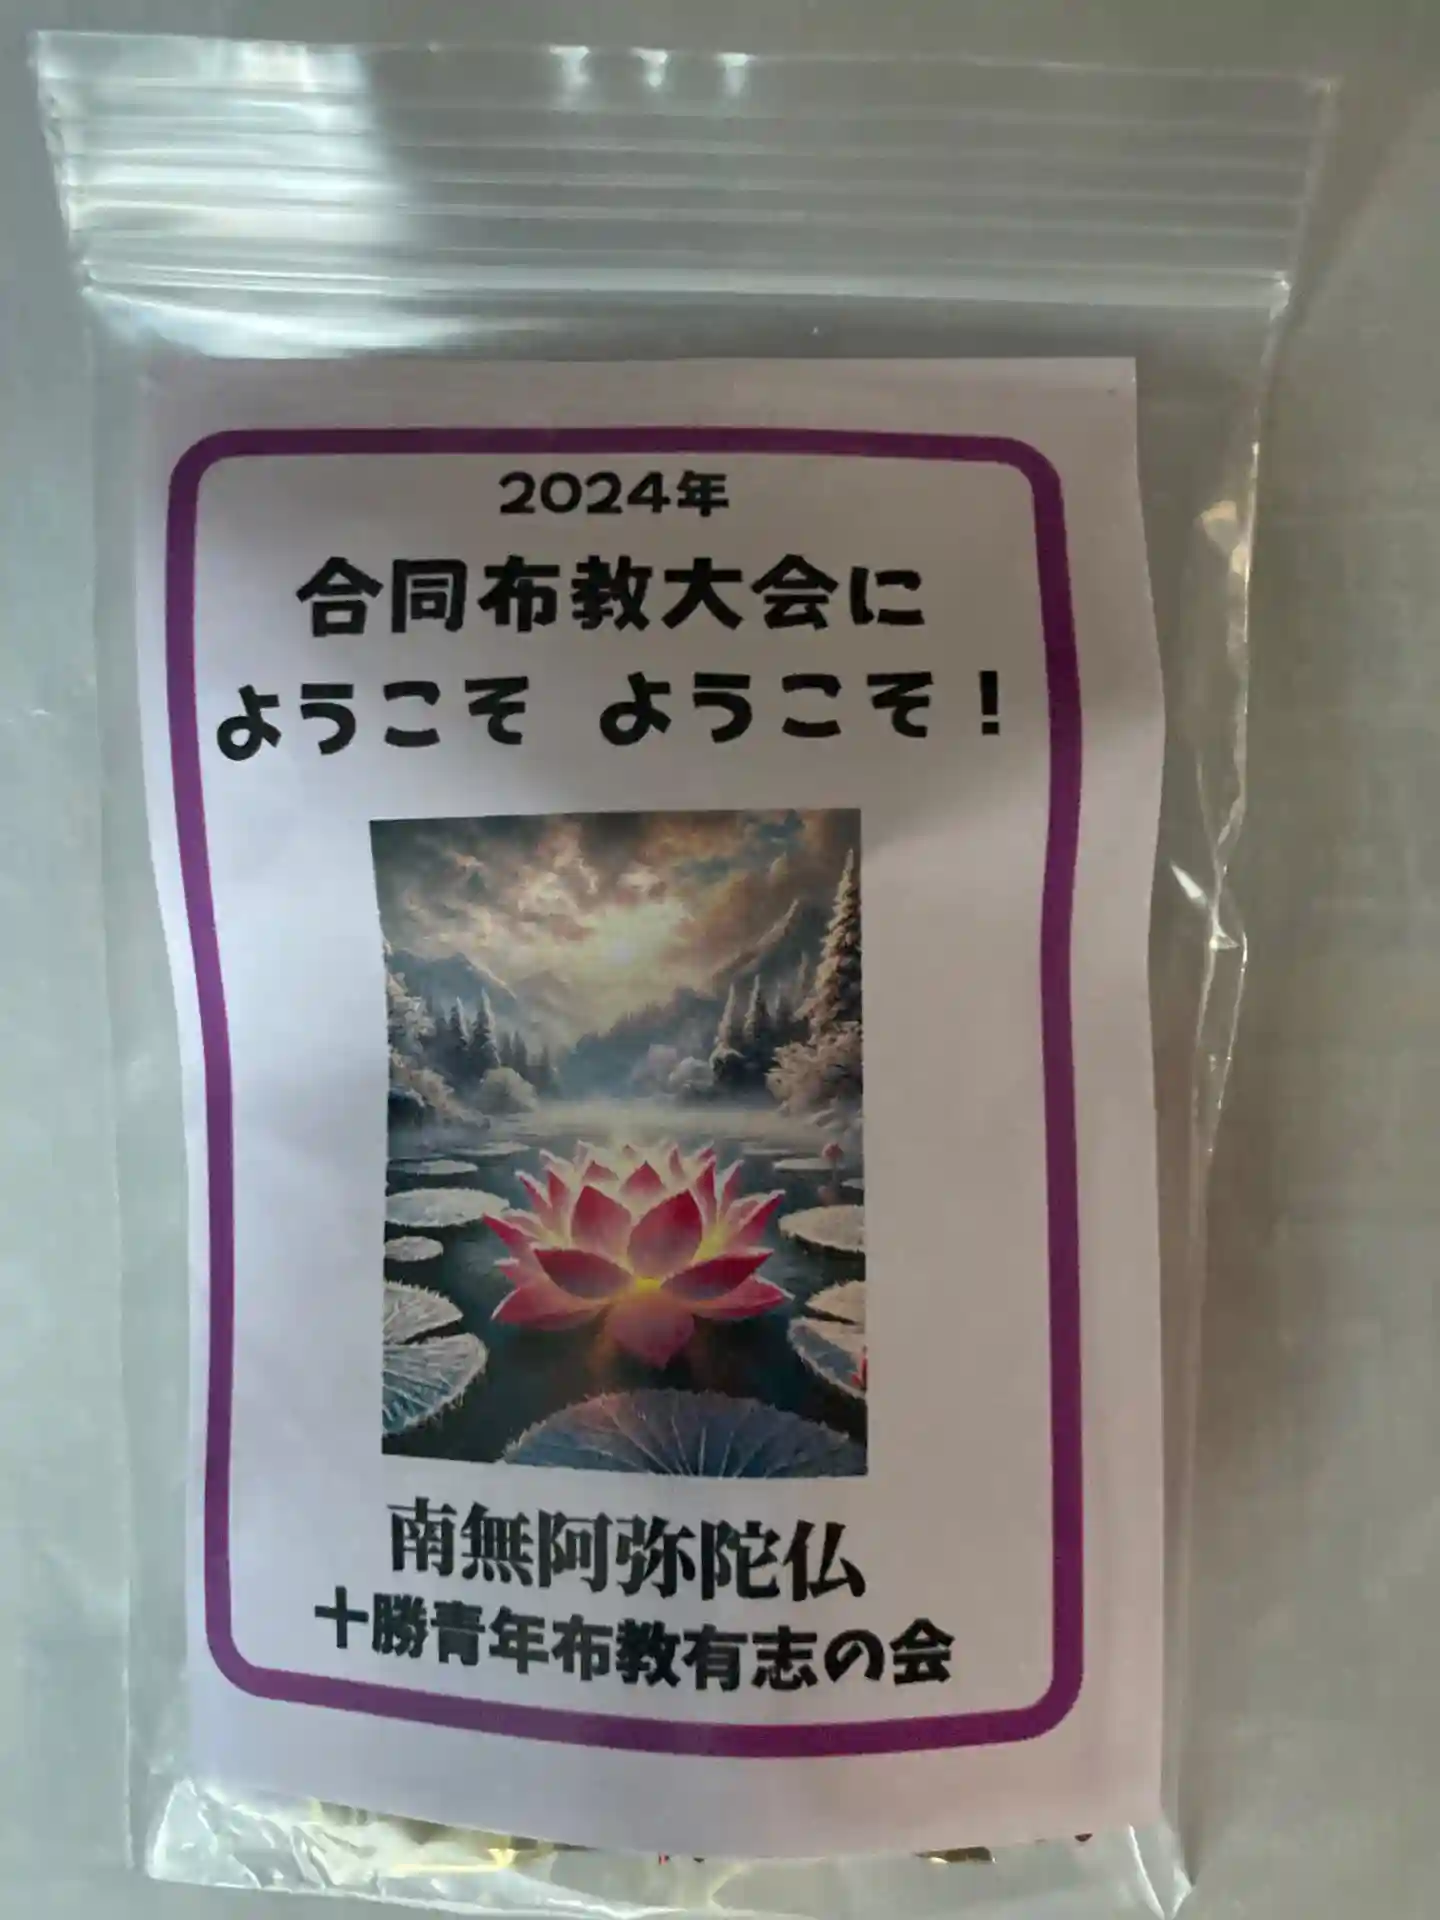 2024年
合同布教大会に
ようこそ ようこそ！
南無阿弥陀仏
十勝青年布教有志の会